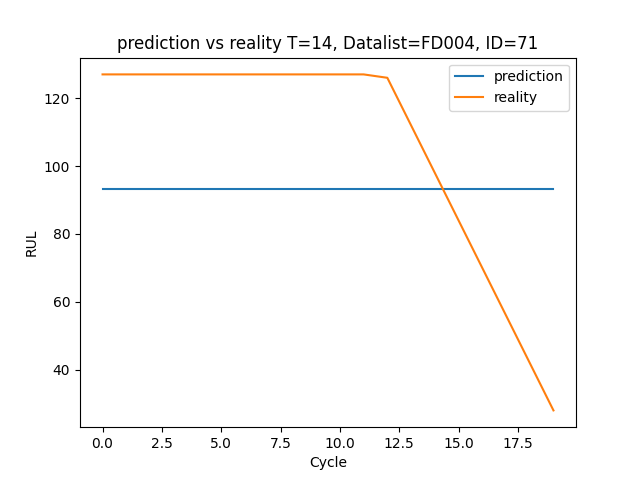 prediction vs reality T=14, Datalist=FD004, ID=71
prediction
reality
RUL
120
100
80
60
40
0.0 2.5 5.0 7.5 10.0 12.5 15.0 17.5
Cycle